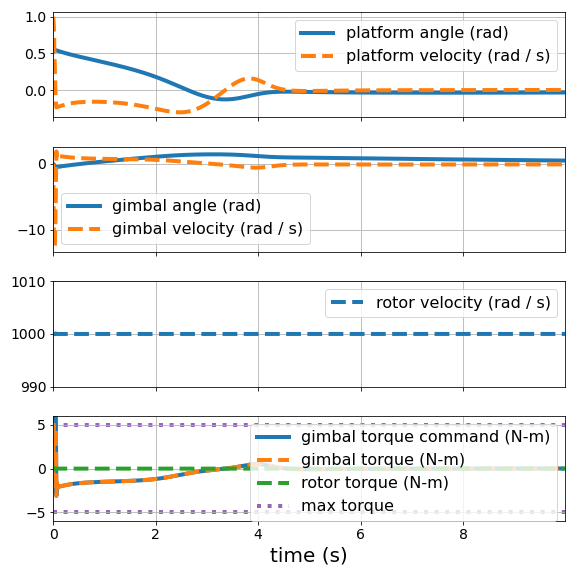 1.0
platform angle (rad)
platform velocity (rad / s)
0.5
0.0
0
gimbal angle (rad)
gimbal velocity (rad / s)
−10
1010
rotor velocity (rad / s)
1000
990
5
gimbal torque command (N-m)
gimbal torque (N-m)
0
rotor torque (N-m)
max torque
−5
0 2 4 6 8
time (s)